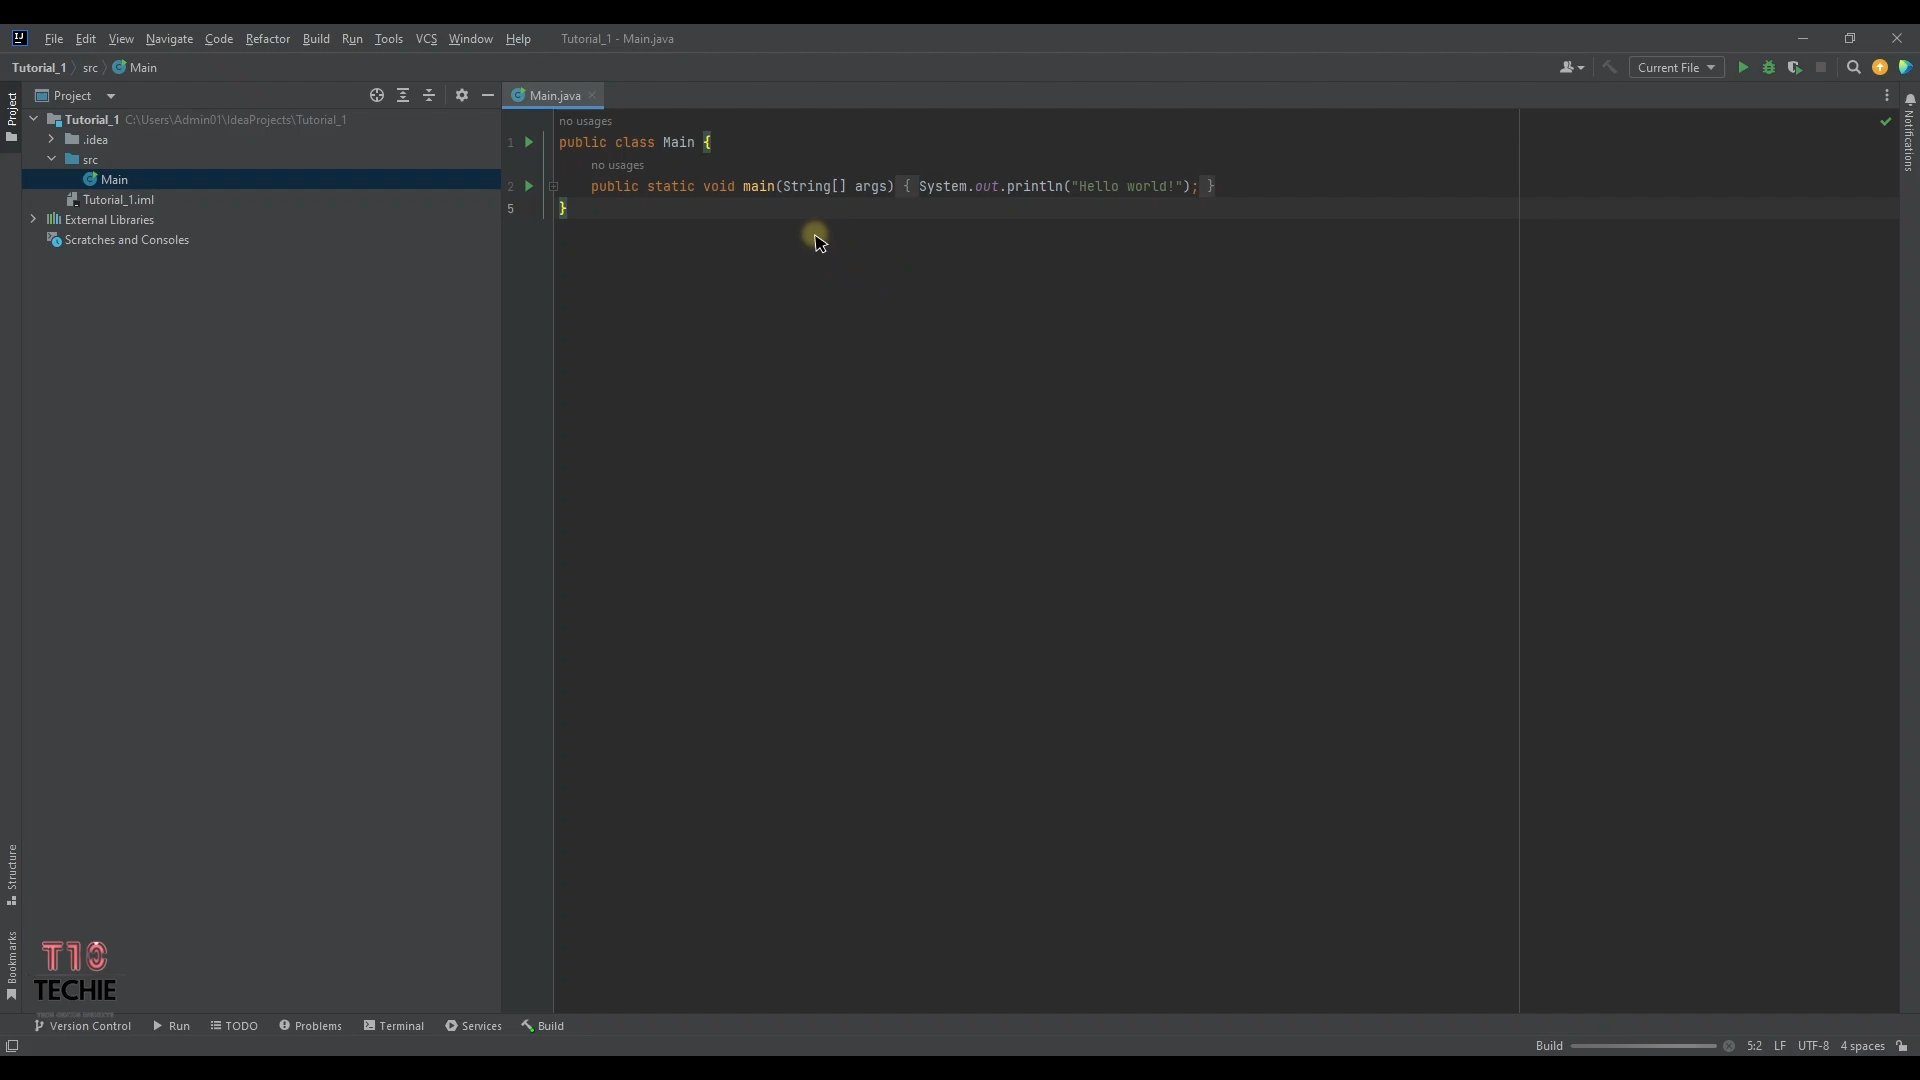 IJ File Edit View Navigate Code Refactor Build Run Tools VCS Window Help Tutorial_1 - Main.java
Tutorial_1 src Main
Current File
Project
Project
Main.java
Notifications
Tutorial_1 C:\Users\Admin01\IdeaProjects\Tutorial_1
.idea
src
Main
Tutorial_1.iml
External Libraries
Scratches and Consoles
no usages
1 public class Main {
no usages
2 public static void main(String[] args) { System.out.println("Hello world!"); }
5 }
Structure
Bookmarks
T1C
TECHIE
Version Control Run TODO Problems Terminal Services Build
Build 5:2 LF UTF-8 4 spaces